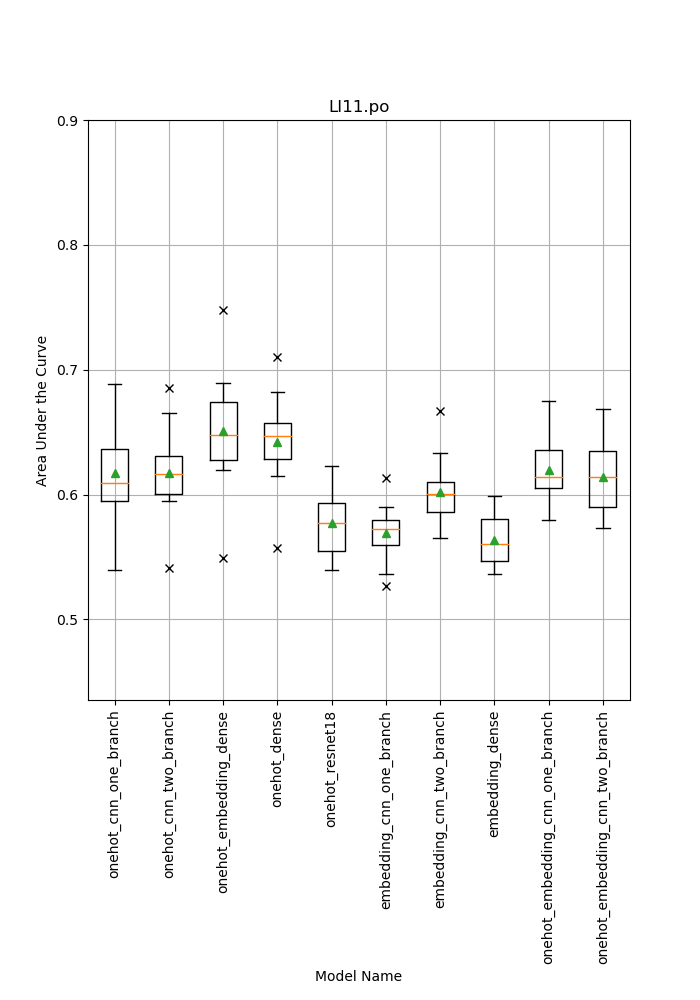 LI11.po
0.9
0.8
0.7
0.6
0.5
Area Under the Curve
onehot_cnn_one_branch
onehot_cnn_two_branch
onehot_embedding_dense
onehot_dense
onehot_resnet18
embedding_cnn_one_branch
embedding_cnn_two_branch
embedding_dense
onehot_embedding_cnn_one_branch
onehot_embedding_cnn_two_branch
Model Name